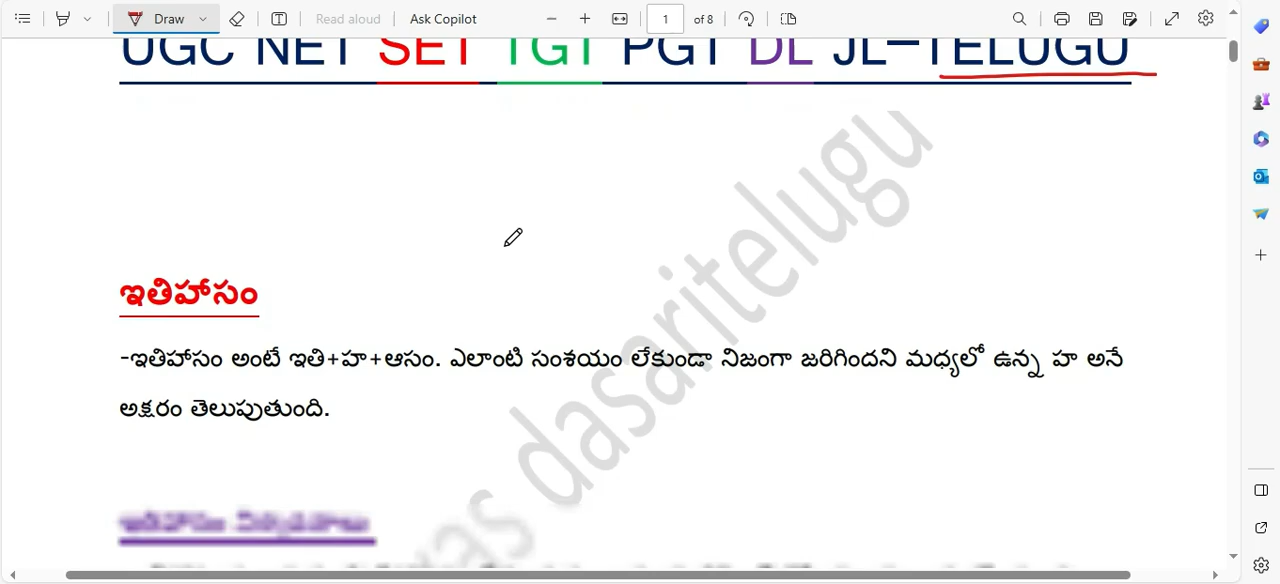 Draw
Read aloud
Ask Copilot
1 of 8
UGC NET SET TGT PGT DL JL–TELUGU
ఇతిహాసం
-ఇతిహాసం అంటే ఇతి+హ+ఆసం. ఎలాంటి సంశయం లేకుండా నిజంగా జరిగిందని మధ్యలో ఉన్న హ అనే
అక్షరం తెలుపుతుంది.
dasaritelugu